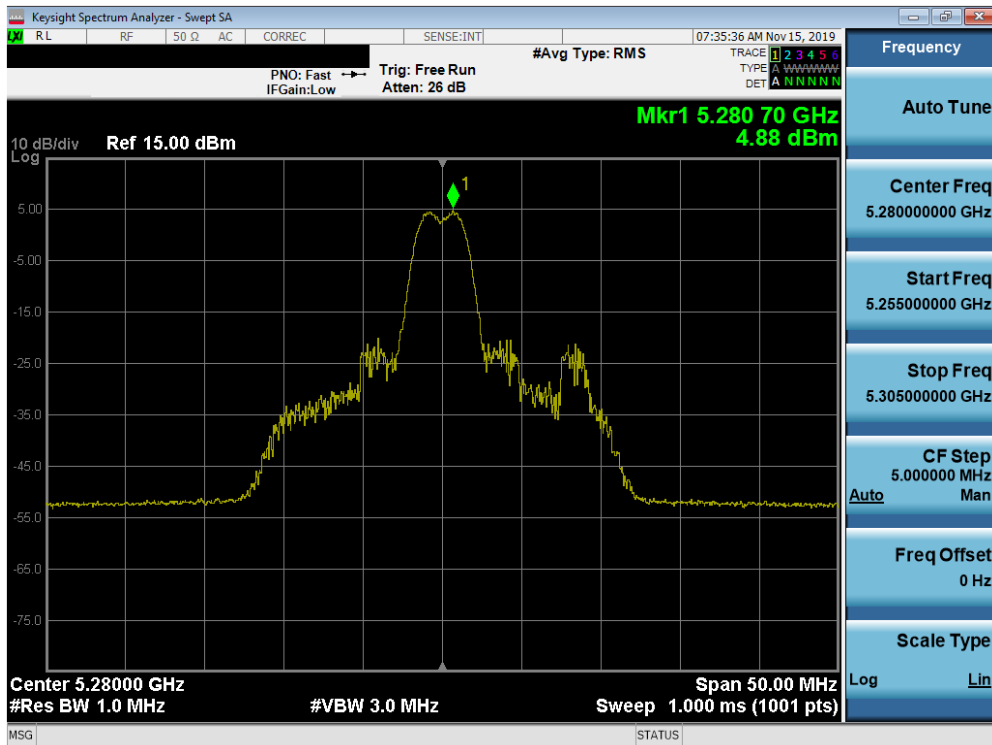 Keysight Spectrum Analyzer - Swept SA
LXI RL RF 50 Ω AC CORREC SENSE:INT 07:35:36 AM Nov 15, 2019
#Avg Type: RMS
TRACE 1 2 3 4 5 6
TYPE A WWWWW
DET A N N N N N
PNO: Fast Trig: Free Run
IFGain:Low Atten: 26 dB
Mkr1 5.280 70 GHz
4.88 dBm
10 dB/div Ref 15.00 dBm
Log
1
5.00
-5.00
-15.0
-25.0
-35.0
-45.0
-55.0
-65.0
-75.0
Center 5.28000 GHz Span 50.00 MHz
#Res BW 1.0 MHz #VBW 3.0 MHz Sweep 1.000 ms (1001 pts)
MSG STATUS
Frequency
Auto Tune
Center Freq
5.280000000 GHz
Start Freq
5.255000000 GHz
Stop Freq
5.305000000 GHz
CF Step
5.000000 MHz
Auto Man
Freq Offset
0 Hz
Scale Type
Log Lin